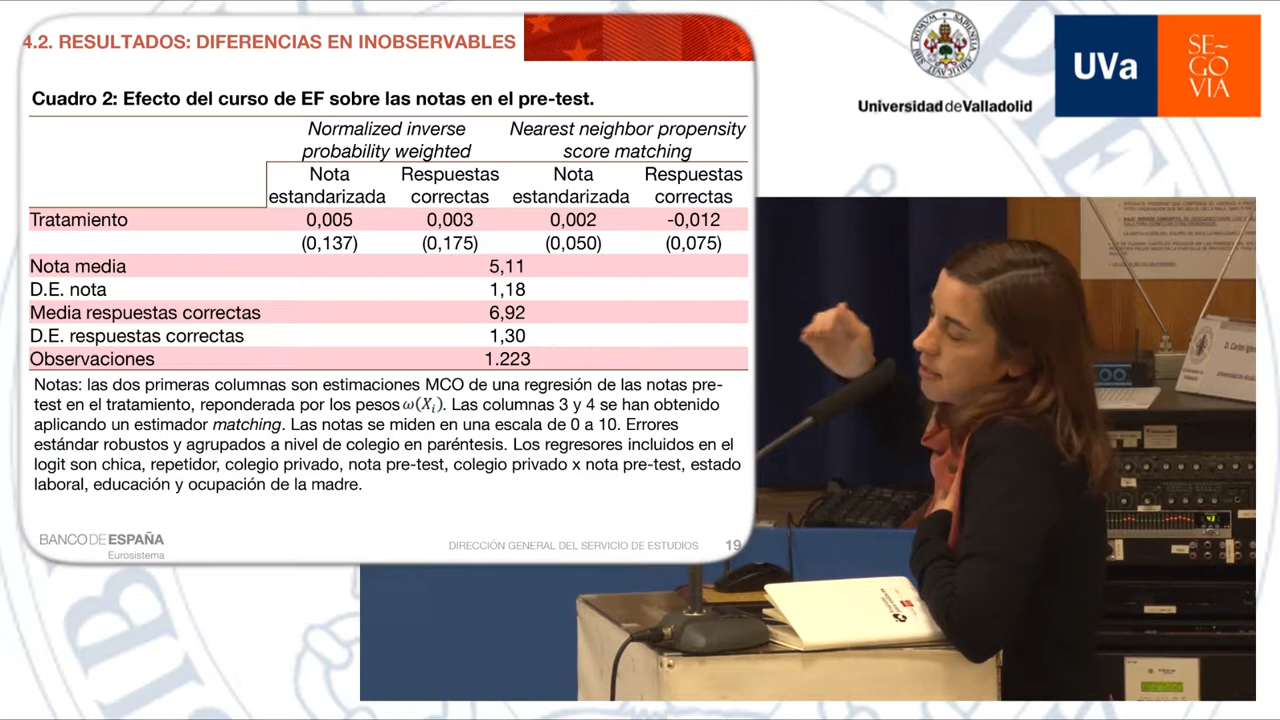 4.2. RESULTADOS: DIFERENCIAS EN INOBSERVABLES
Cuadro 2: Efecto del curso de EF sobre las notas en el pre-test.
Normalized inverse probability weighted
Nearest neighbor propensity score matching
Nota estandarizada
Respuestas correctas
Nota estandarizada
Respuestas correctas
Tratamiento 0,005 0,003 0,002 -0,012
(0,137) (0,175) (0,050) (0,075)
Nota media 5,11
D.E. nota 1,18
Media respuestas correctas 6,92
D.E. respuestas correctas 1,30
Observaciones 1.223
Notas: las dos primeras columnas son estimaciones MCO de una regresión de las notas pre-
test en el tratamiento, reponderada por los pesos ω(Xᵢ). Las columnas 3 y 4 se han obtenido
aplicando un estimador matching. Las notas se miden en una escala de 0 a 10. Errores
estándar robustos y agrupados a nivel de colegio en paréntesis. Los regresores incluidos en el
logit son chica, repetidor, colegio privado, nota pre-test, colegio privado x nota pre-test, estado
laboral, educación y ocupación de la madre.
BANCO DE ESPAÑA
Eurosistema
DIRECCIÓN GENERAL DEL SERVICIO DE ESTUDIOS 19
Universidad de Valladolid
UVa
SE~
GO
VIA
D. Carlos
43